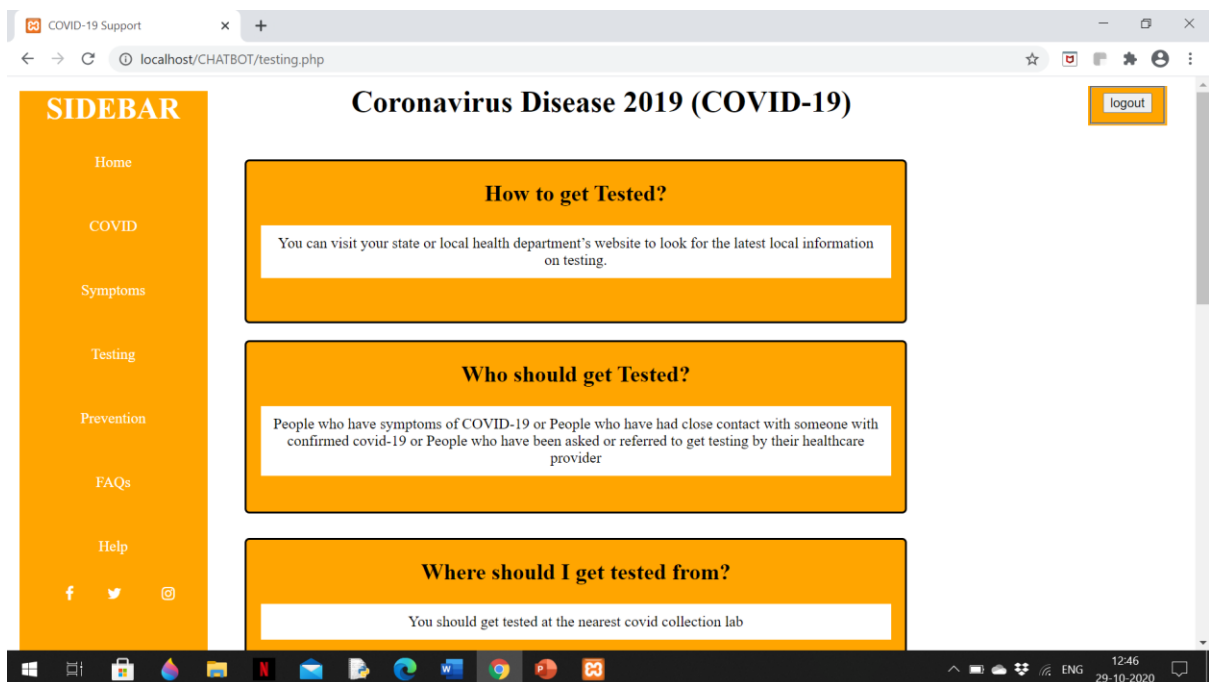 COVID-19 Support
localhost/CHATBOT/testing.php
SIDEBAR
Home
COVID
Symptoms
Testing
Prevention
FAQs
Help
Coronavirus Disease 2019 (COVID-19)
logout
How to get Tested?
You can visit your state or local health department’s website to look for the latest local information
on testing.
Who should get Tested?
People who have symptoms of COVID-19 or People who have had close contact with someone with
confirmed covid-19 or People who have been asked or referred to get testing by their healthcare
provider
Where should I get tested from?
You should get tested at the nearest covid collection lab
ENG
12:46
29-10-2020